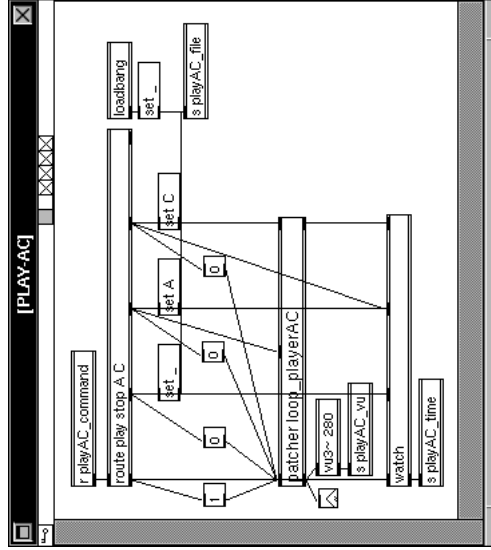 [PLAY-AC]
r playAC_command
route play stop A C
loadbang
set _
s playAC_file
set _
set A
set C
1
0
0
0
patcher loop_playerAC
vu3~ 280
s playAC_vu
watch
s playAC_time